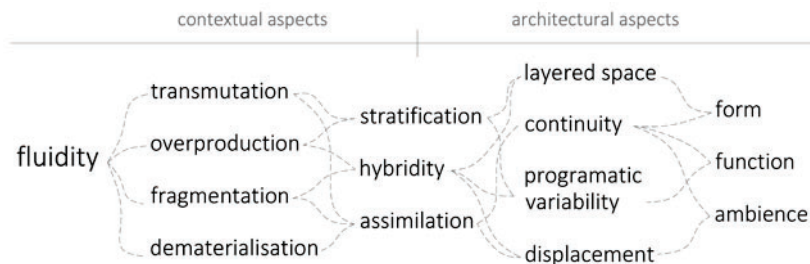 contextual aspects
architectural aspects
fluidity
transmutation
overproduction
fragmentation
dematerialisation
stratification
hybridity
assimilation
layered space
continuity
programatic
variability
displacement
form
function
ambience